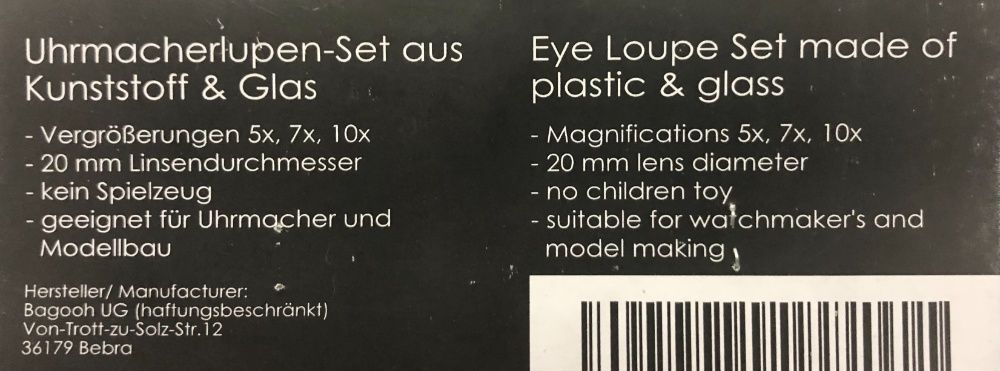 Uhrmacherlupen-Set aus
Kunststoff & Glas
- Vergrößerungen 5x, 7x, 10x
- 20 mm Linsendurchmesser
- kein Spielzeug
- geeignet für Uhrmacher und
Modellbau
Hersteller/ Manufacturer:
Bagooh UG (haftungsbeschränkt)
Von-Trott-zu-Solz-Str.12
36179 Bebra
Eye Loupe Set made of
plastic & glass
- Magnifications 5x, 7x, 10x
- 20 mm lens diameter
- no children toy
- suitable for watchmaker's and
model making